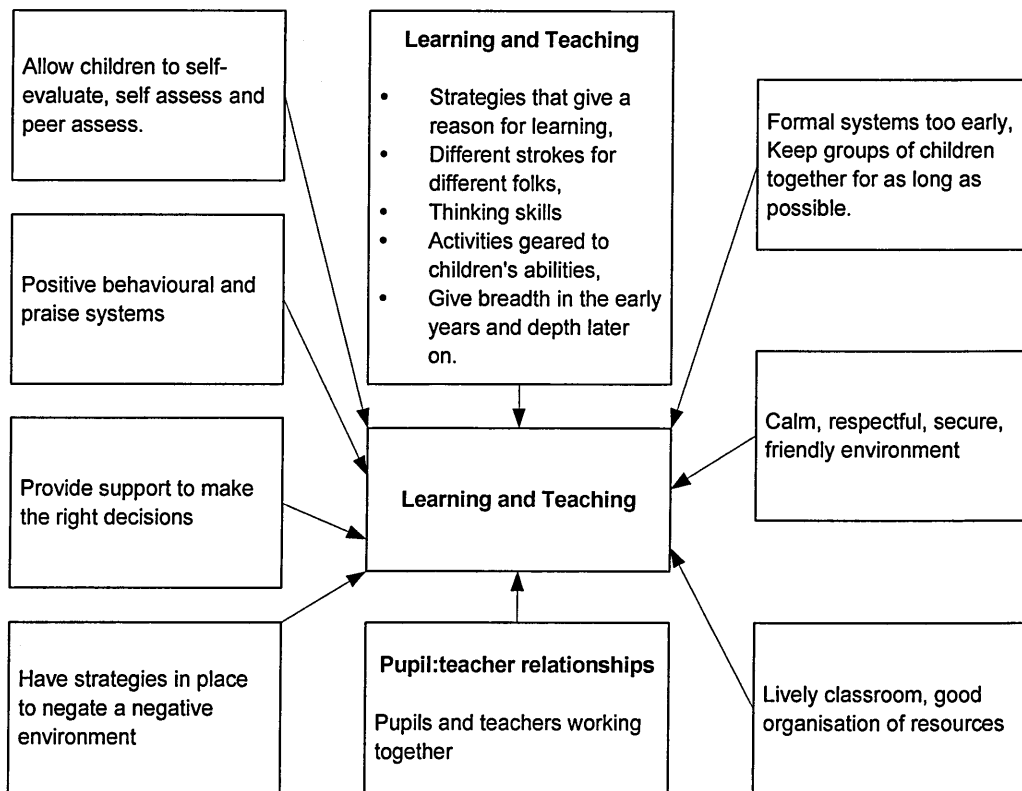 Allow children to self-
evaluate, self assess and
peer assess.
Positive behavioural and
praise systems
Provide support to make
the right decisions
Have strategies in place
to negate a negative
environment
Learning and Teaching
• Strategies that give a
reason for learning,
• Different strokes for
different folks,
• Thinking skills
• Activities geared to
children's abilities,
• Give breadth in the early
years and depth later
on.
Learning and Teaching
Pupil:teacher relationships
Pupils and teachers working
together
Formal systems too early,
Keep groups of children
together for as long as
possible.
Calm, respectful, secure,
friendly environment
Lively classroom, good
organisation of resources